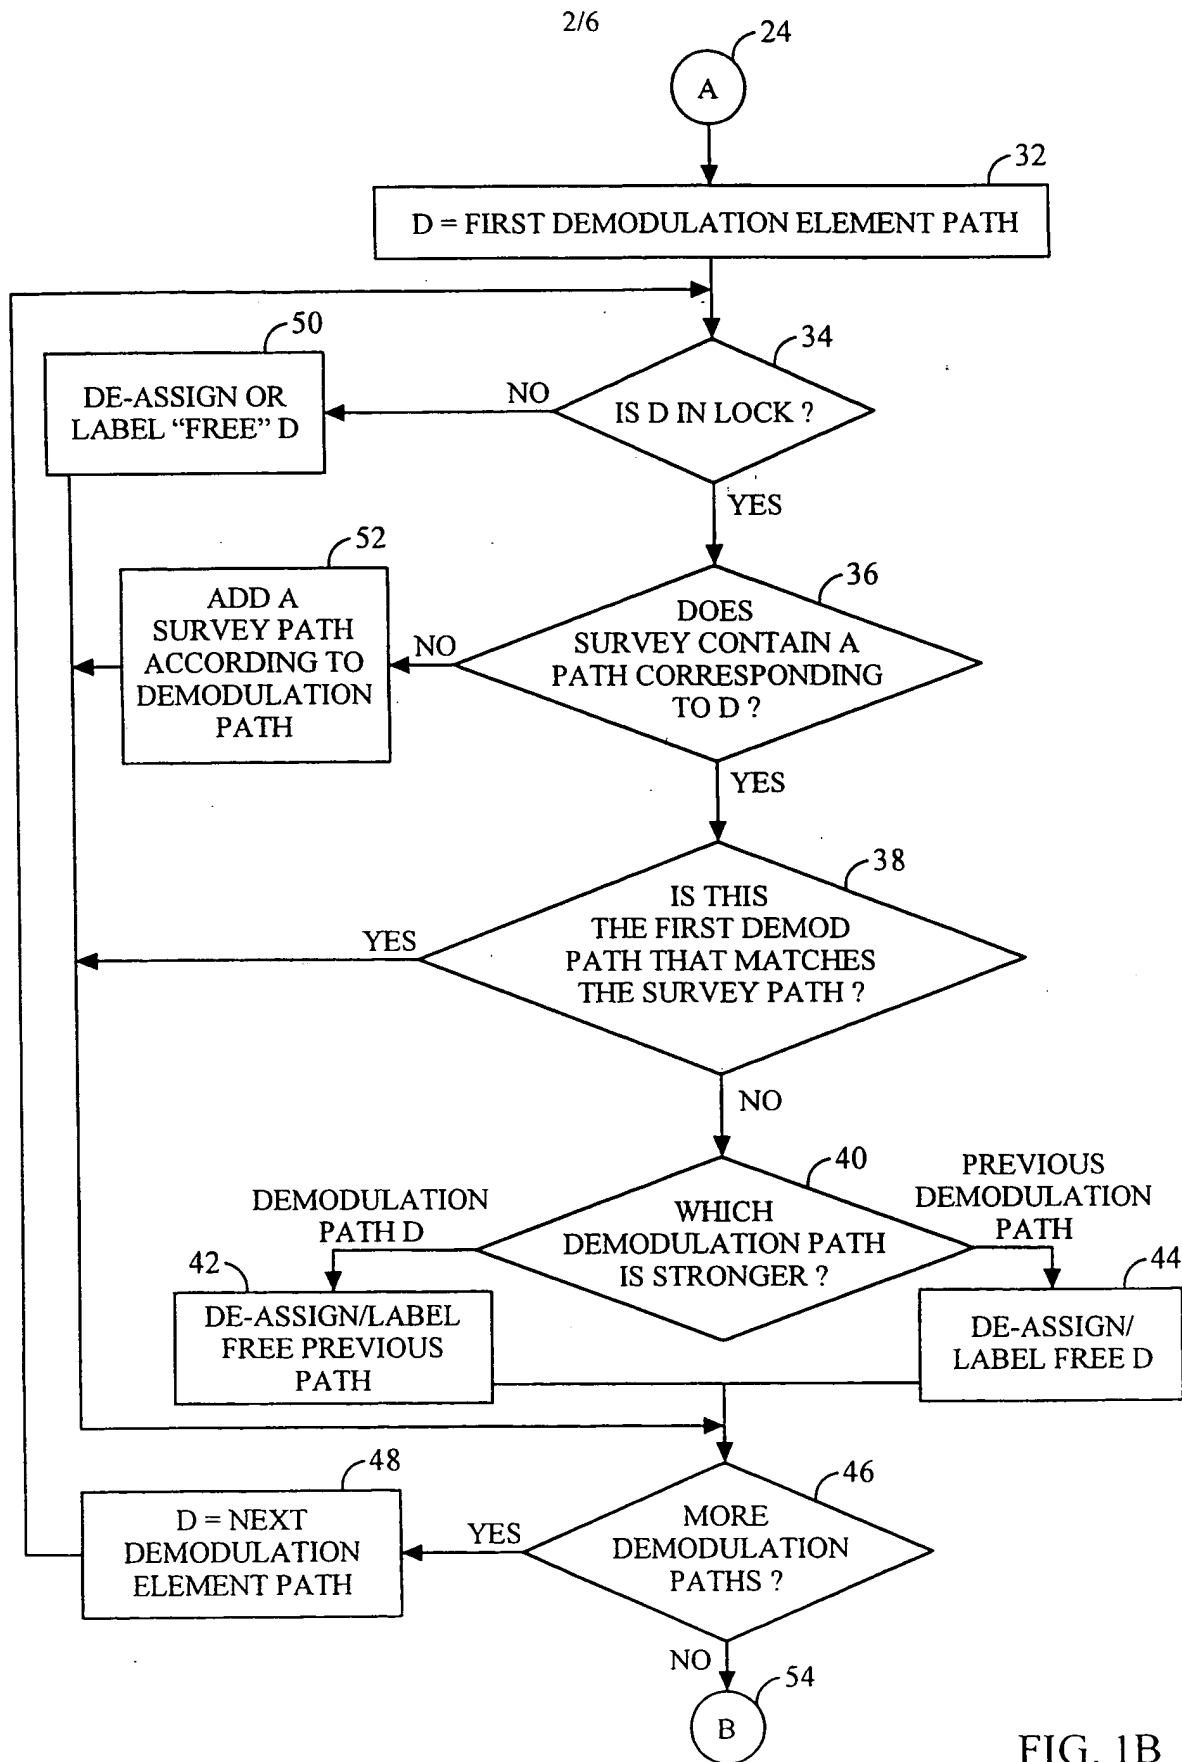 2/6
24
A
32
D = FIRST DEMODULATION ELEMENT PATH
50
34
DE-ASSIGN OR
LABEL “FREE” D
NO
IS D IN LOCK ?
YES
52
36
ADD A
SURVEY PATH
ACCORDING TO
DEMODULATION
PATH
NO
DOES
SURVEY CONTAIN A
PATH CORRESPONDING
TO D ?
YES
38
IS THIS
THE FIRST DEMOD
PATH THAT MATCHES
THE SURVEY PATH ?
YES
NO
40
DEMODULATION
PATH D
WHICH
DEMODULATION PATH
IS STRONGER ?
PREVIOUS
DEMODULATION
PATH
42
DE-ASSIGN/LABEL
FREE PREVIOUS
PATH
44
DE-ASSIGN/
LABEL FREE D
48
46
D = NEXT
DEMODULATION
ELEMENT PATH
YES
MORE
DEMODULATION
PATHS ?
NO
54
B
FIG. 1B